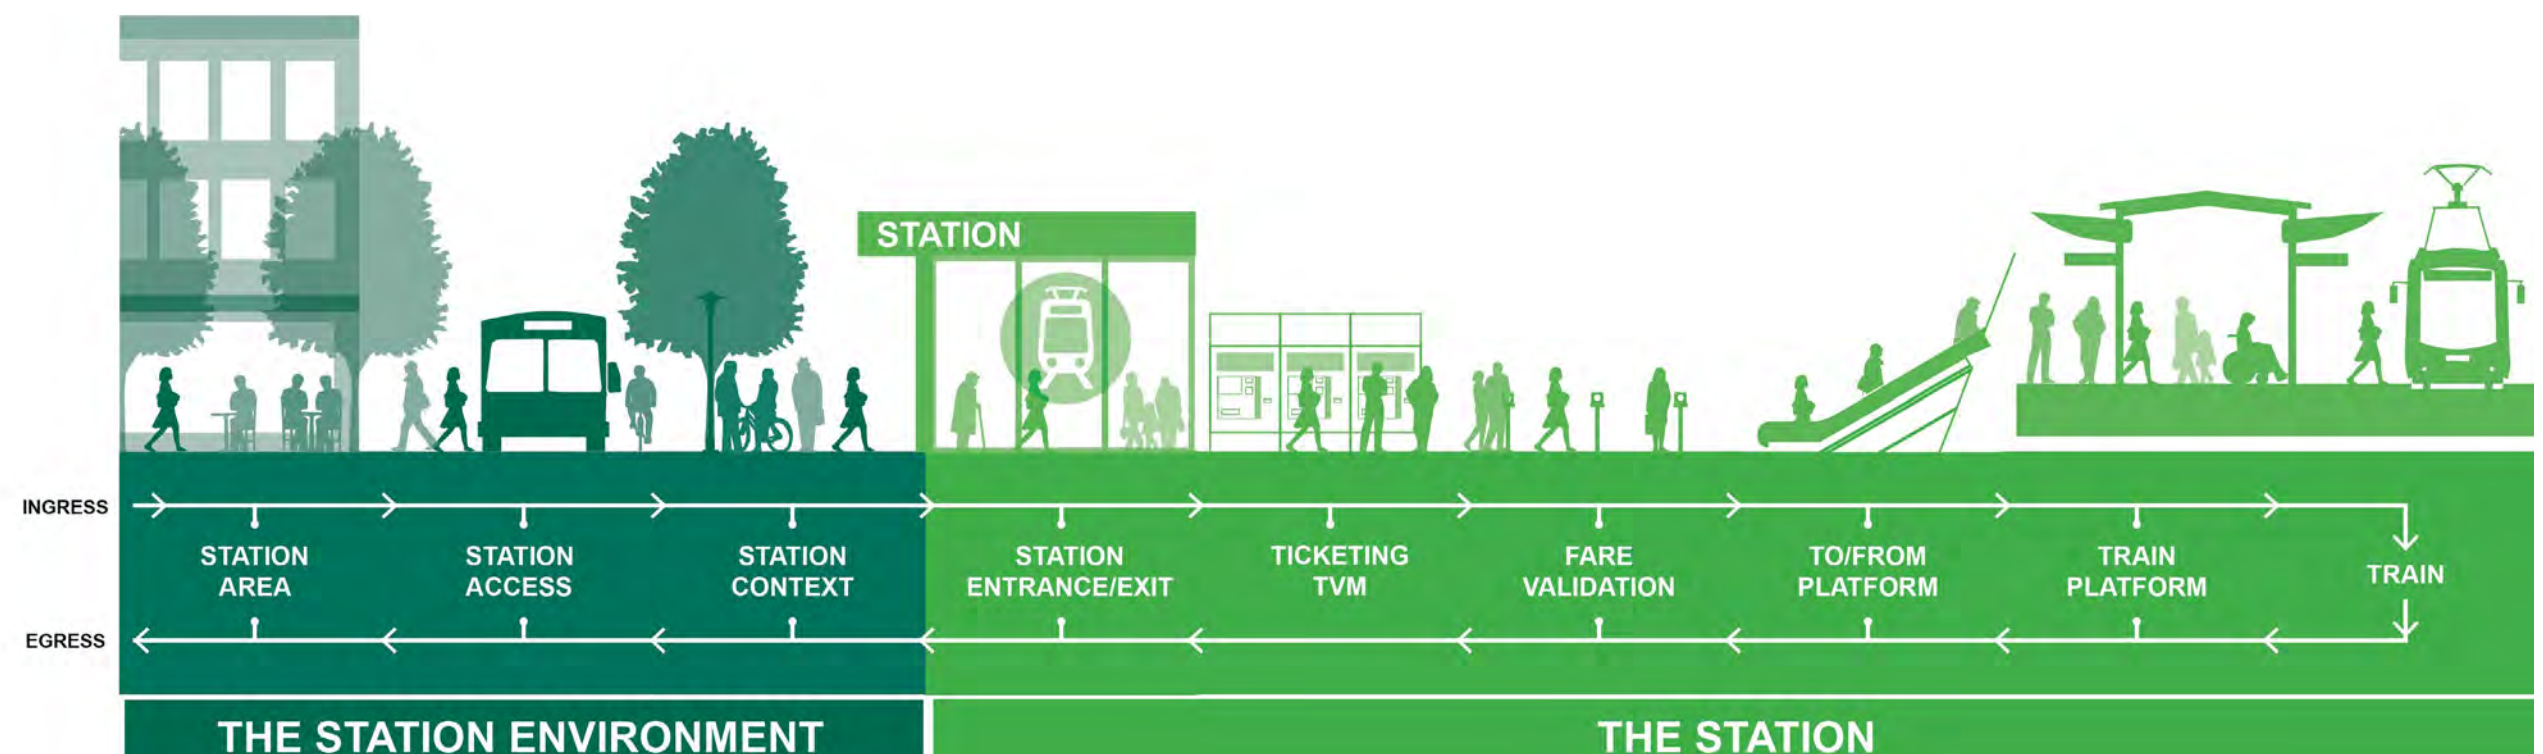 STATION
INGRESS
STATION
AREA
STATION
ACCESS
STATION
CONTEXT
STATION
ENTRANCE/EXIT
TICKETING
TVM
FARE
VALIDATION
TO/FROM
PLATFORM
TRAIN
PLATFORM
TRAIN
EGRESS
THE STATION ENVIRONMENT
THE STATION